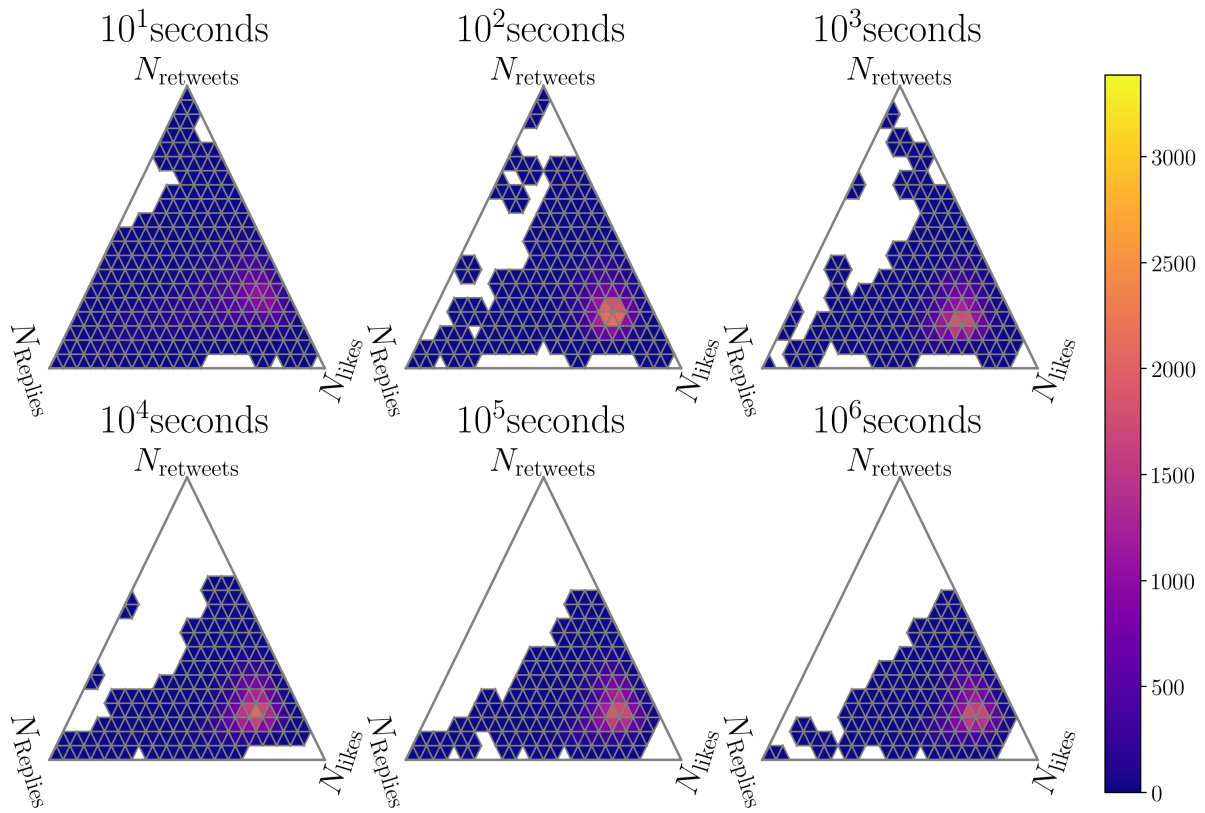 10¹seconds
10²seconds
10³seconds
N_retweets
N_retweets
N_retweets
N_Replies
N_likes
N_Replies
N_likes
N_Replies
N_likes
10⁴seconds
10⁵seconds
10⁶seconds
N_retweets
N_retweets
N_retweets
N_Replies
N_likes
N_Replies
N_likes
N_Replies
N_likes
3000
2500
2000
1500
1000
500
0